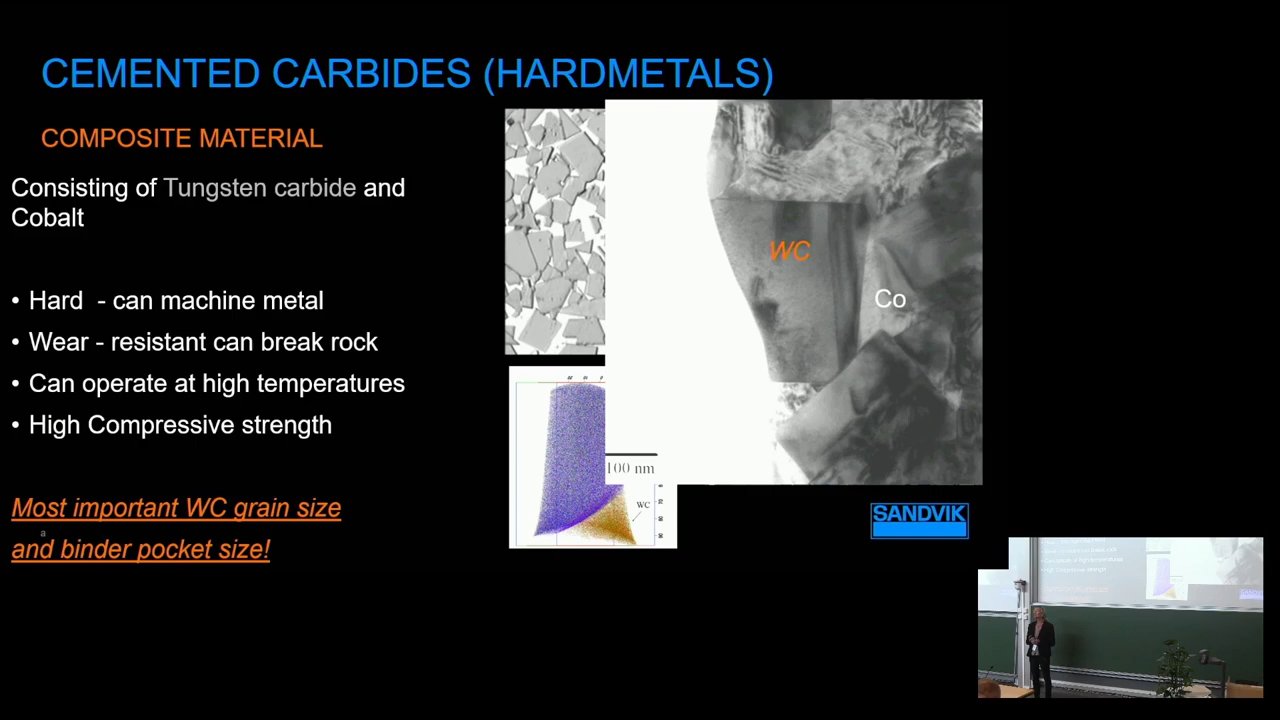 CEMENTED CARBIDES (HARDMETALS)
COMPOSITE MATERIAL
Consisting of Tungsten carbide and
Cobalt
• Hard - can machine metal
• Wear - resistant can break rock
• Can operate at high temperatures
• High Compressive strength
Most important WC grain size
a
and binder pocket size!
WC
Co
100 nm
WC
SANDVIK